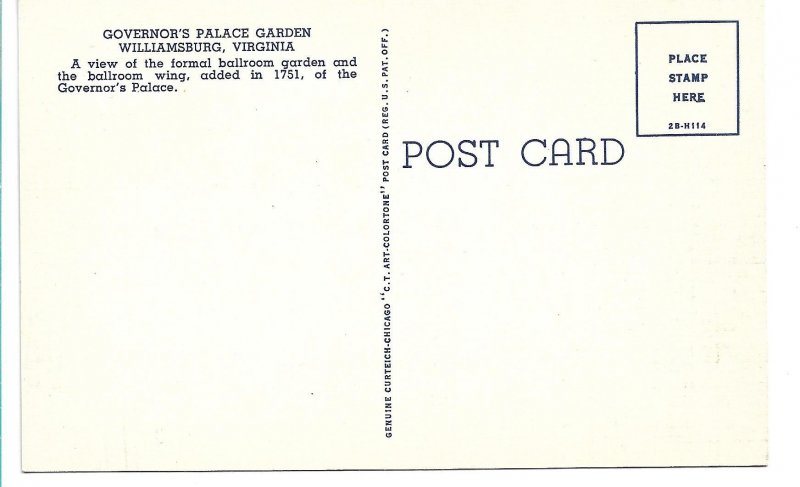 GOVERNOR'S PALACE GARDEN
WILLIAMSBURG, VIRGINIA
A view of the formal ballroom garden and
the ballroom wing, added in 1751, of the
Governor's Palace.
GENUINE CURTEICH-CHICAGO "C.T. ART-COLORTONE" POST CARD (REG. U.S. PAT. OFF.)
POST CARD
PLACE
STAMP
HERE
2B-H114